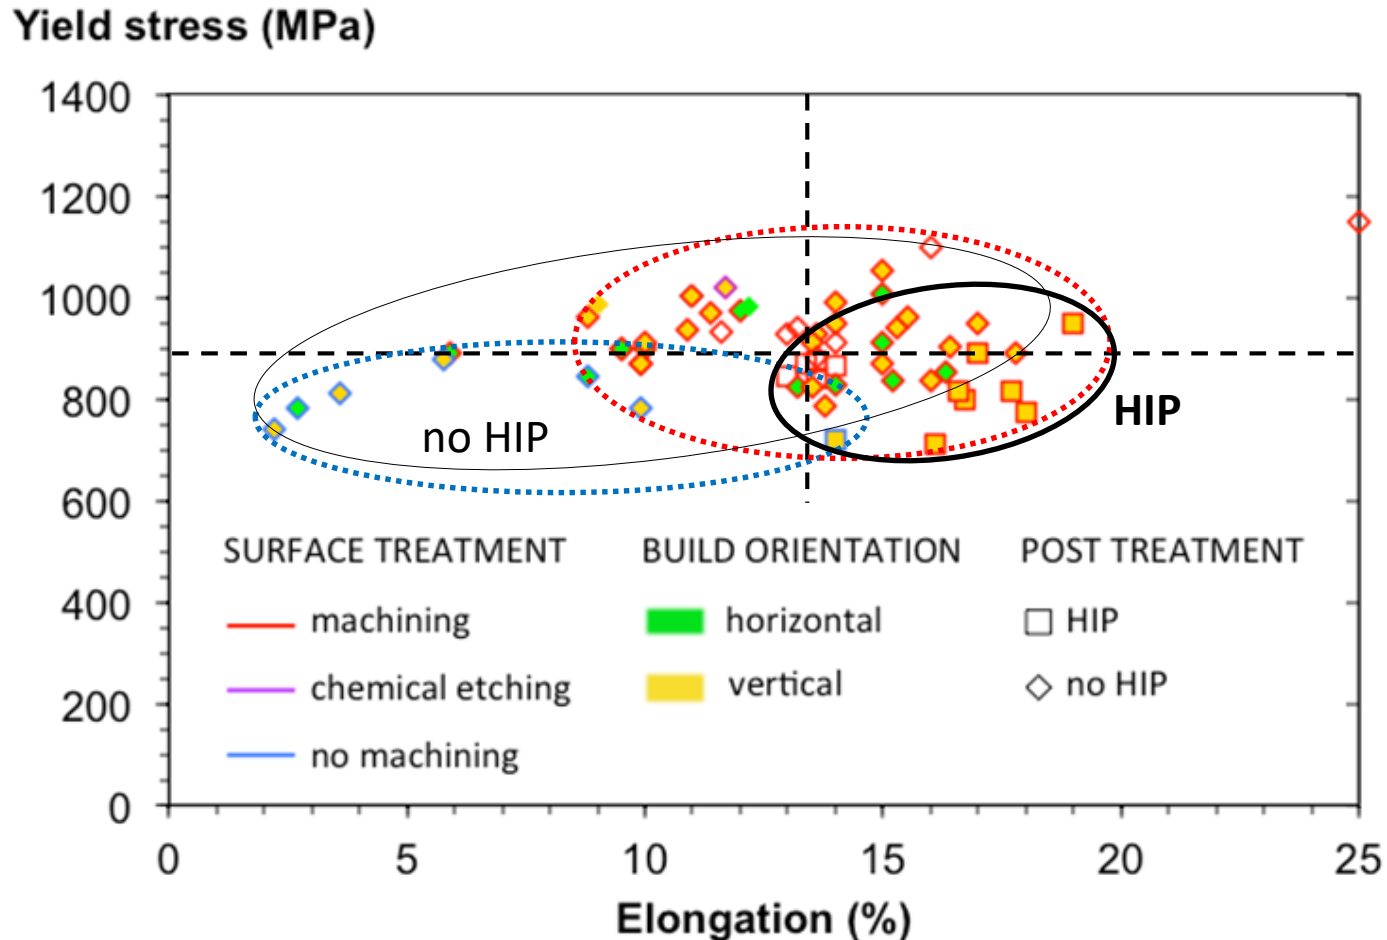 Yield stress (MPa)
1400
1200
1000
800
600
400
200
0
no HIP
HIP
SURFACE TREATMENT
machining
chemical etching
no machining
BUILD ORIENTATION
horizontal
vertical
POST TREATMENT
HIP
no HIP
0 5 10 15 20 25
Elongation (%)